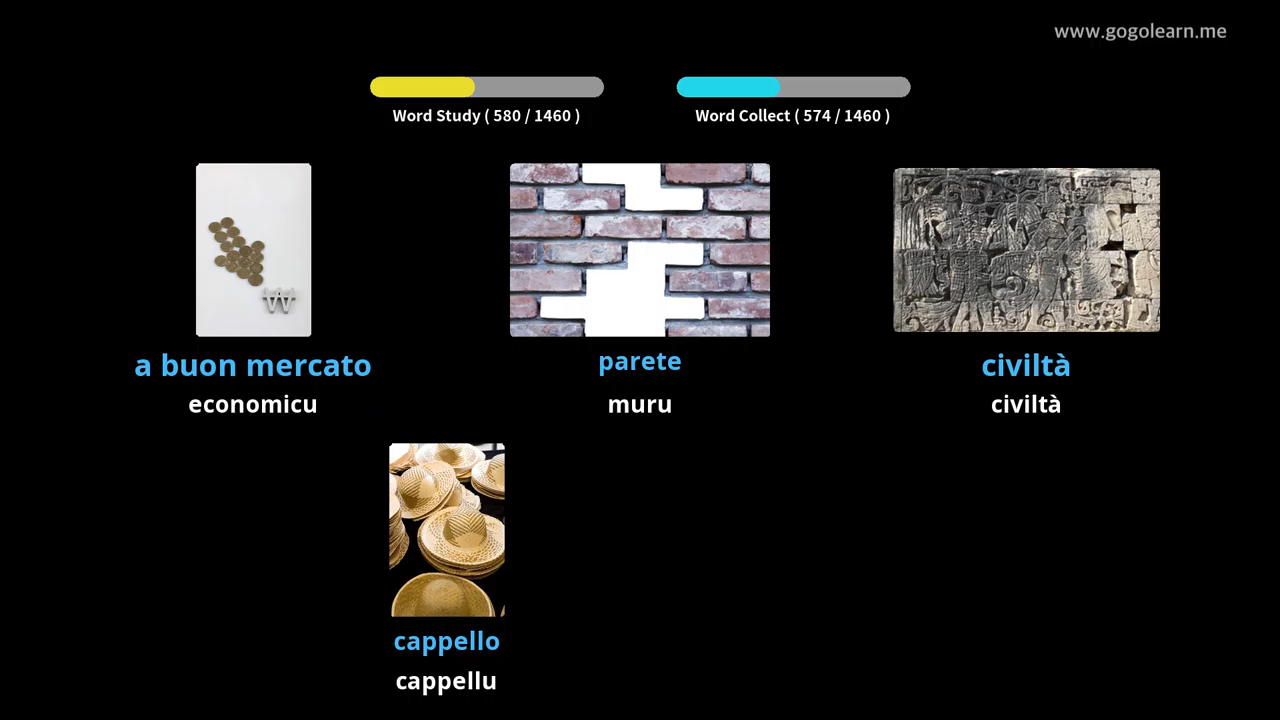 www.gogolearn.me
Word Study ( 580 / 1460 )
Word Collect ( 574 / 1460 )
a buon mercato
economicu
parete
muru
civiltà
civiltà
cappello
cappellu